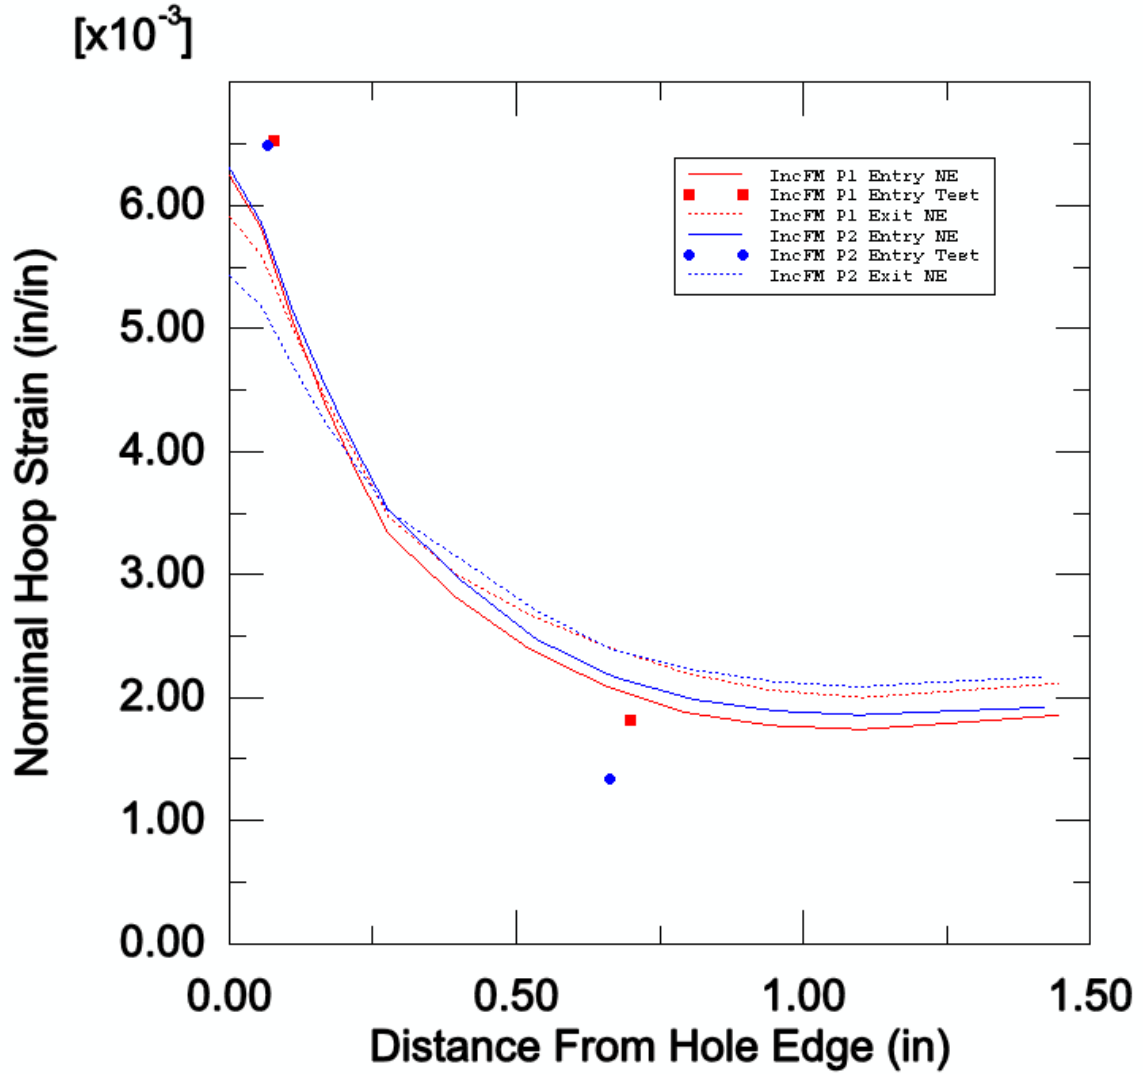 [x10⁻³]
6.00
5.00
4.00
3.00
2.00
1.00
0.00
Nominal Hoop Strain (in/in)
IncFM P1 Entry NE
IncFM P1 Entry Test
IncFM P1 Exit NE
IncFM P2 Entry NE
IncFM P2 Entry Test
IncFM P2 Exit NE
0.00 0.50 1.00 1.50
Distance From Hole Edge (in)